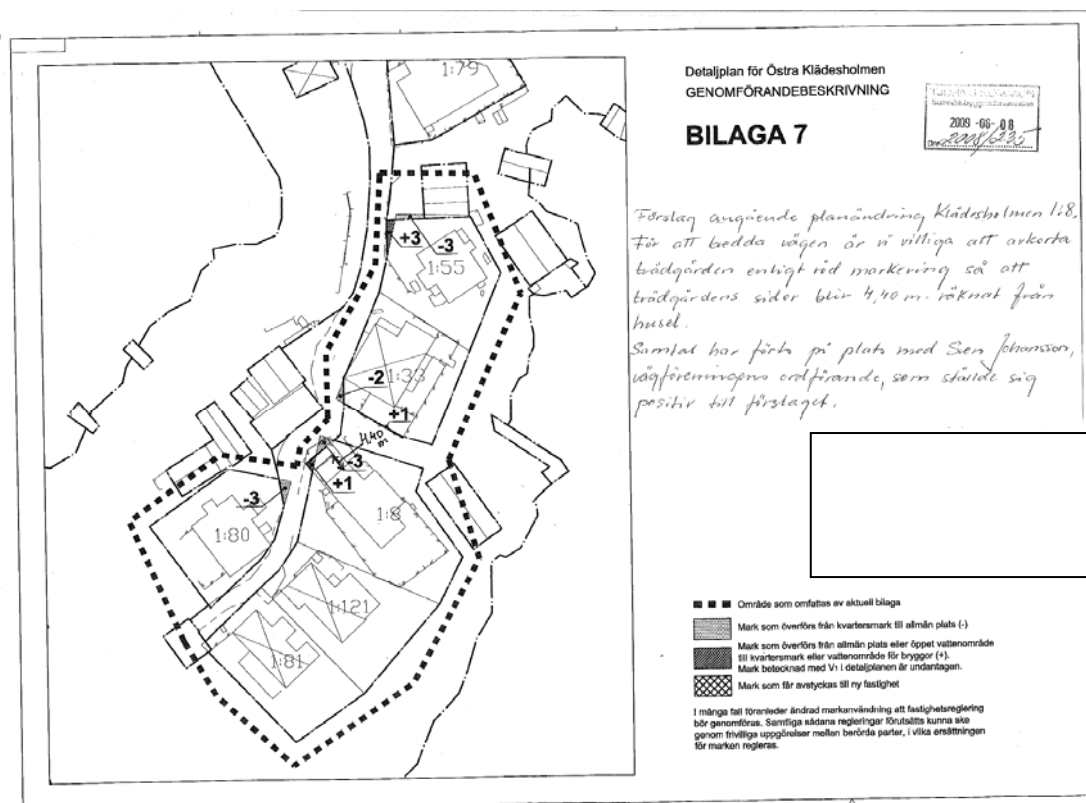 Detaljplan för Östra Klädesholmen
GENOMFÖRANDEBESKRIVNING
BILAGA 7
2009 -06- 08
Dnr 2008/235
Förslag angående planändring Klädesholmen 1:8.
För att bedda vägen är vi villiga att avkorta
trädgården enligt röd markering så att
trädgårdens sidor blir 4,40 m. räknat från
huset.
Samtal har förts på plats med Sven Johansson,
vägföreningens ordförande, som ställde sig
positiv till förslaget.
1:79
+3
-3
1:55
-2
1:33
+1
4,40
m
-3
+1
-3
1:8
1:80
1:121
1:81
Område som omfattas av aktuell bilaga
Mark som överförs från kvartersmark till allmän plats (-)
Mark som överförs från allmän plats eller öppet vattenområde
till kvartersmark eller vattenområde för bryggor (+).
Mark betecknad med V1 i detaljplanen är undantagen.
Mark som får avstyckas till ny fastighet
I många fall föranleder ändrad markanvändning att fastighetsreglering
bör genomföras. Samtliga sådana regleringar förutsätts kunna ske
genom frivilliga uppgörelser mellan berörda parter, i vilka ersättningen
för marken regleras.